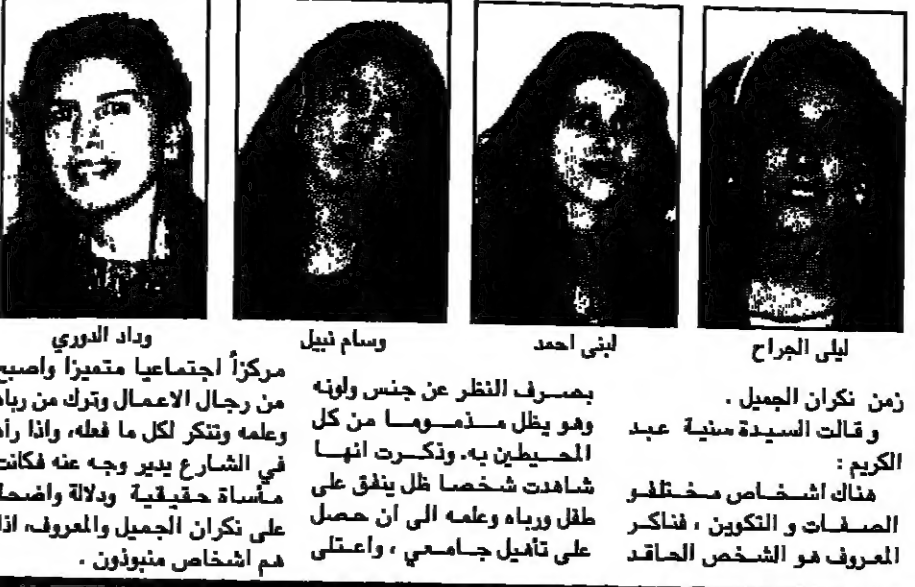 ليلى الجراح
لبنى احمد
وسام نبيل
وداد الدوري
زمن نكران الجميل .
و قالت السيدة سنية عبد
الكريم :
هناك اشخاص مختلفو
الصفات و التكوين ، فناكر
المعروف هو الشخص الحاقد
بصرف النظر عن جنس ولونه
وهو يظل مذموما من كل
المحيطين به. وذكرت انها
شاهدت شخصا ظل ينفق على
طفل ورباه وعلمه الى ان حصل
على تأهيل جامعي ، واعتلى
مركزاً اجتماعيا متميزا واصبح
من رجال الاعمال وترك من رباه
وعلمه وتنكر لكل ما فعله، واذا رآه
في الشارع يدير وجه عنه فكانت
مأساة حقيقية ودلالة واضحة
على نكران الجميل والمعروف، اذا
هم اشخاص منبوذون .